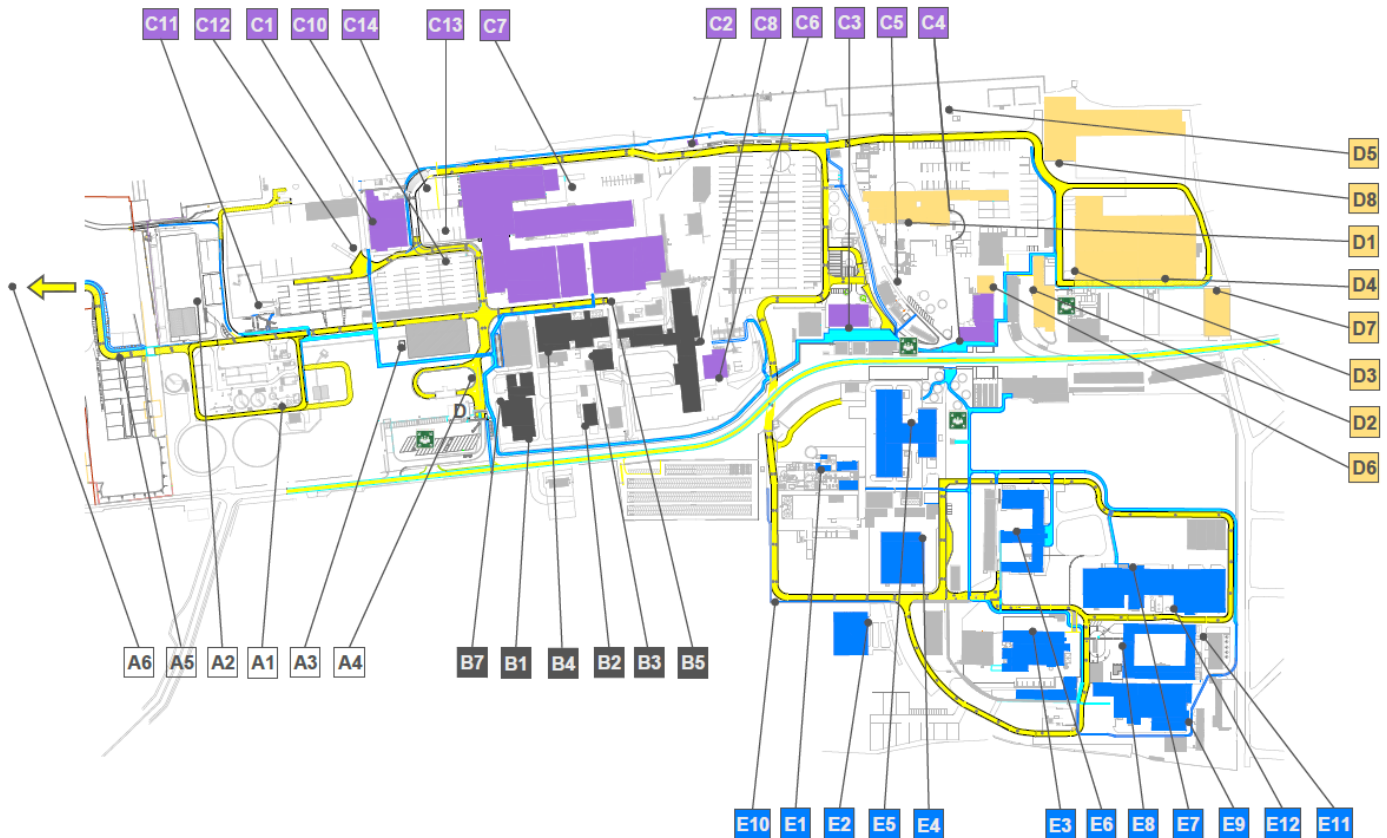 C11 C12 C1 C10 C14 C13 C7 C2 C8 C6 C3 C5 C4
D5
D8
D1
D4
D7
D3
D2
D6
D
A6 A5 A2 A1 A3 A4 B7 B1 B4 B2 B3 B5
E10 E1 E2 E5 E4 E3 E6 E8 E7 E9 E12 E11